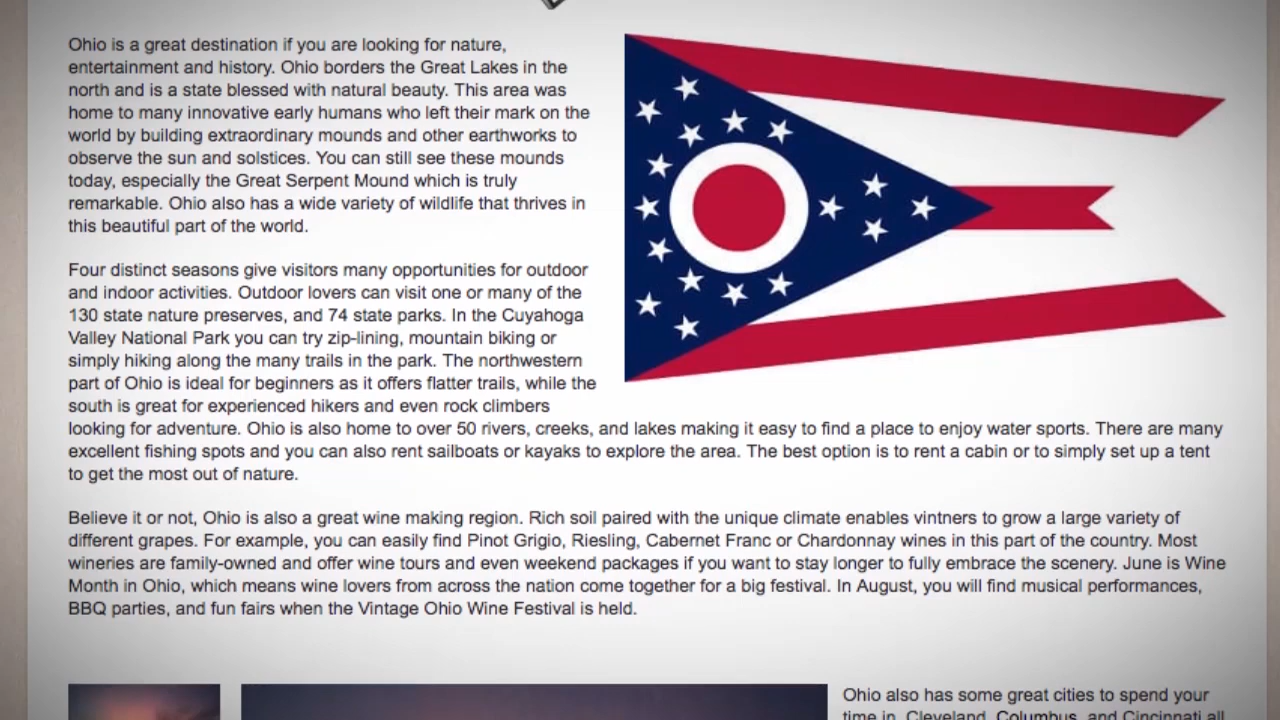 Ohio is a great destination if you are looking for nature,
entertainment and history. Ohio borders the Great Lakes in the
north and is a state blessed with natural beauty. This area was
home to many innovative early humans who left their mark on the
world by building extraordinary mounds and other earthworks to
observe the sun and solstices. You can still see these mounds
today, especially the Great Serpent Mound which is truly
remarkable. Ohio also has a wide variety of wildlife that thrives in
this beautiful part of the world.
Four distinct seasons give visitors many opportunities for outdoor
and indoor activities. Outdoor lovers can visit one or many of the
130 state nature preserves, and 74 state parks. In the Cuyahoga
Valley National Park you can try zip-lining, mountain biking or
simply hiking along the many trails in the park. The northwestern
part of Ohio is ideal for beginners as it offers flatter trails, while the
south is great for experienced hikers and even rock climbers
looking for adventure. Ohio is also home to over 50 rivers, creeks, and lakes making it easy to find a place to enjoy water sports. There are many
excellent fishing spots and you can also rent sailboats or kayaks to explore the area. The best option is to rent a cabin or to simply set up a tent
to get the most out of nature.
Believe it or not, Ohio is also a great wine making region. Rich soil paired with the unique climate enables vintners to grow a large variety of
different grapes. For example, you can easily find Pinot Grigio, Riesling, Cabernet Franc or Chardonnay wines in this part of the country. Most
wineries are family-owned and offer wine tours and even weekend packages if you want to stay longer to fully embrace the scenery. June is Wine
Month in Ohio, which means wine lovers from across the nation come together for a big festival. In August, you will find musical performances,
BBQ parties, and fun fairs when the Vintage Ohio Wine Festival is held.
Ohio also has some great cities to spend your
time in. Cleveland, Columbus, and Cincinnati all